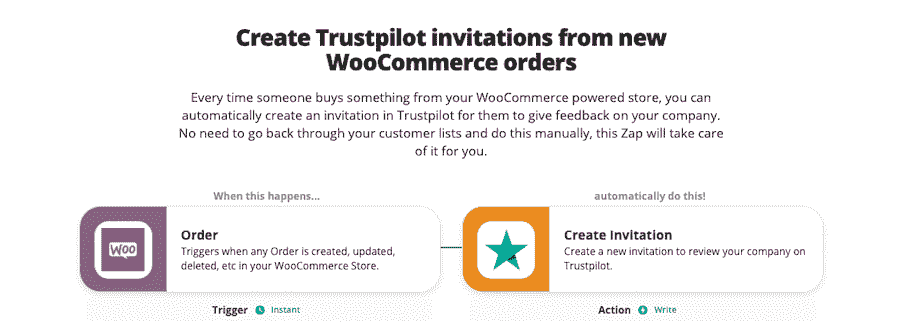 Create Trustpilot invitations from new
WooCommerce orders
Every time someone buys something from your WooCommerce powered store, you can
automatically create an invitation in Trustpilot for them to give feedback on your company.
No need to go back through your customer lists and do this manually, this Zap will take care
of it for you.
When this happens...
automatically do this!
WOO
Order
Triggers when any Order is created, updated,
deleted, etc in your WooCommerce Store.
Create Invitation
Create a new invitation to review your company on
Trustpilot.
Trigger Instant
Action Write